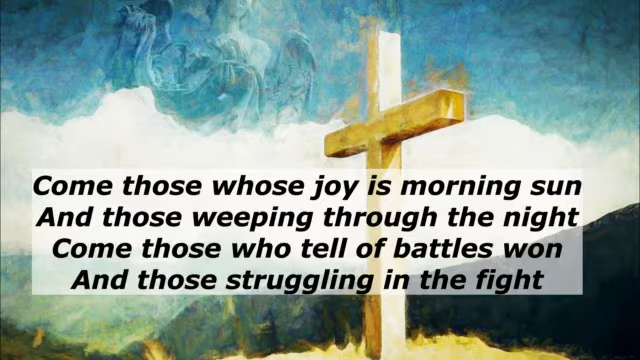 Come those whose joy is morning sun
And those weeping through the night
Come those who tell of battles won
And those struggling in the fight